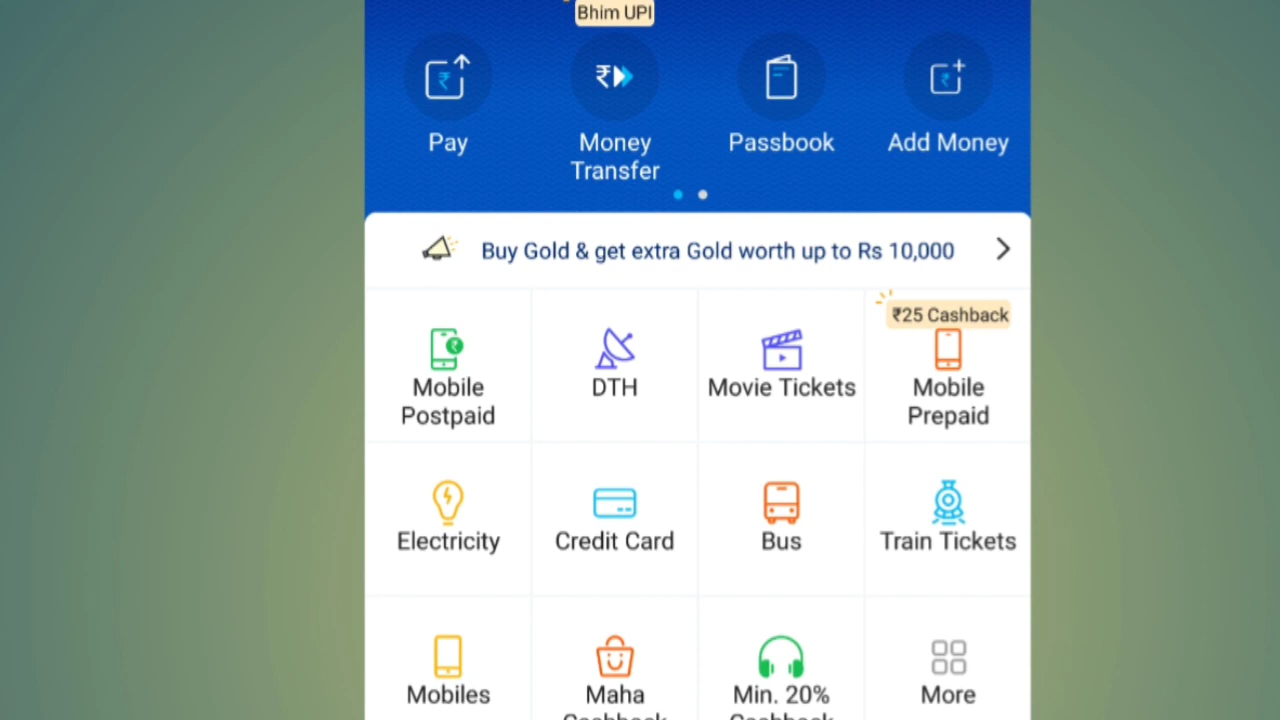 Bhim UPI
Pay
Money
Transfer
Passbook
Add Money
Buy Gold & get extra Gold worth up to Rs 10,000
₹25 Cashback
Mobile
Postpaid
DTH
Movie Tickets
Mobile
Prepaid
Electricity
Credit Card
Bus
Train Tickets
Mobiles
Maha
Cashback
Min. 20%
Cashback
More